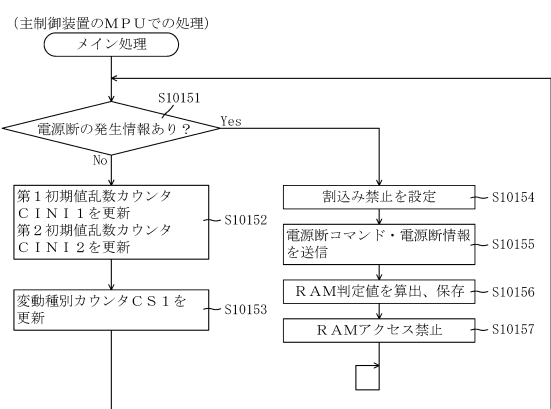 （主制御装置のＭＰＵでの処理）
メイン処理
S10151
電源断の発生情報あり？
Yes
No
第１初期値乱数カウンタ
ＣＩＮＩ１を更新
第２初期値乱数カウンタ
ＣＩＮＩ２を更新
S10152
変動種別カウンタＣＳ１を
更新
S10153
割込み禁止を設定
S10154
電源断コマンド・電源断情報
を送信
S10155
ＲＡＭ判定値を算出、保存
S10156
ＲＡＭアクセス禁止
S10157